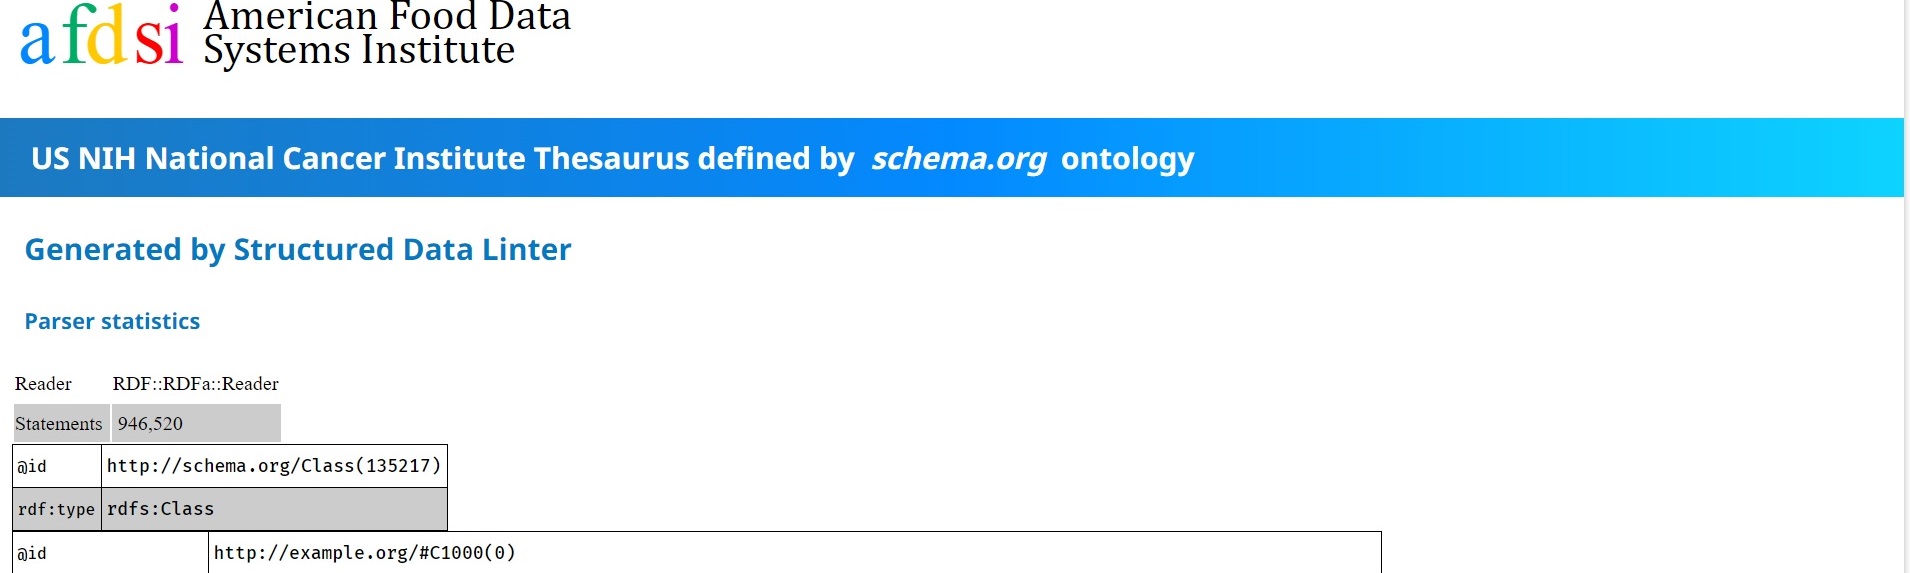 afdsi American Food Data
Systems Institute
US NIH National Cancer Institute Thesaurus defined by schema.org ontology
Generated by Structured Data Linter
Parser statistics
Reader RDF::RDFa::Reader
Statements 946,520
@id http://schema.org/Class(135217)
rdf:type rdfs:Class
@id http://example.org/#C1000(0)